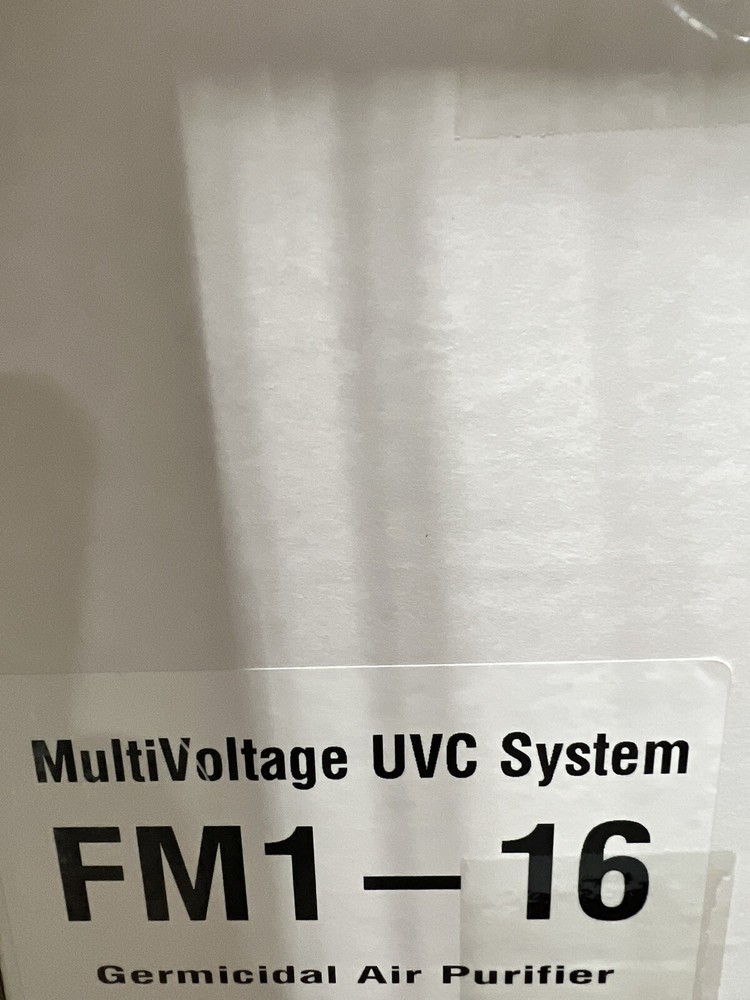 MultiVoltage UVC System
FM1—16
Germicidal Air Purifier